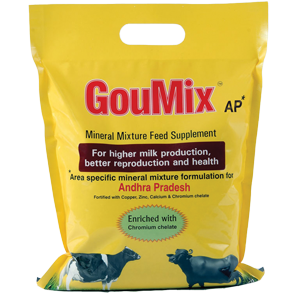 GouMix™ AP*
Mineral Mixture Feed Supplement
For higher milk production,
better reproduction and health
*Area specific mineral mixture formulation for
Andhra Pradesh
Fortified with Copper, Zinc, Calcium & Chromium chelate
Enriched with
Chromium chelate